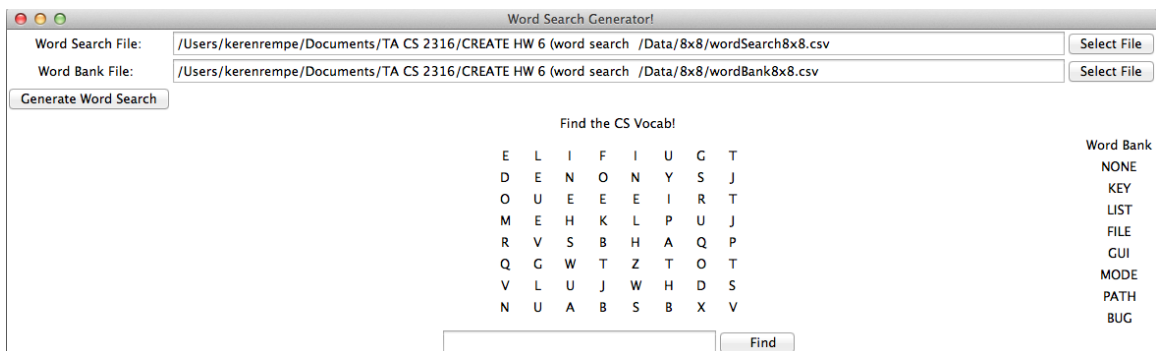 Word Search Generator!
Word Search File: /Users/kerenrempe/Documents/TA CS 2316/CREATE HW 6 (word search /Data/8x8/wordSearch8x8.csv Select File
Word Bank File: /Users/kerenrempe/Documents/TA CS 2316/CREATE HW 6 (word search /Data/8x8/wordBank8x8.csv Select File
Generate Word Search
Find the CS Vocab!
E L I F I U G T
D E N O N Y S J
O U E E E I R T
M E H K L P U J
R V S B H A Q P
Q G W T Z T O T
V L U J W H D S
N U A B S B X V
Word Bank
NONE
KEY
LIST
FILE
GUI
MODE
PATH
BUG
Find